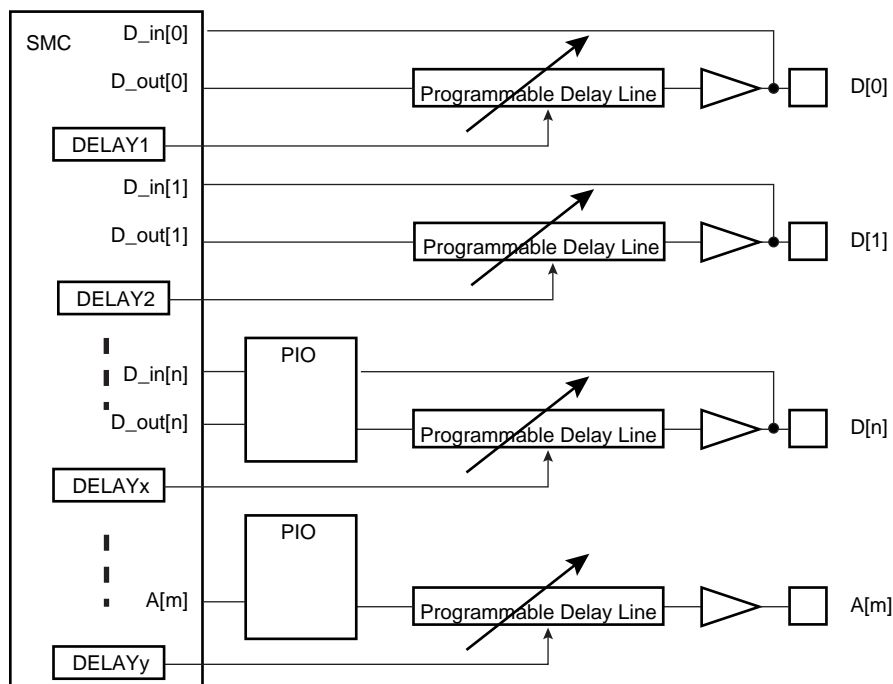 SMC
D_in[0]
D_out[0]
Programmable Delay Line
D[0]
DELAY1
D_in[1]
D_out[1]
Programmable Delay Line
D[1]
DELAY2
PIO
D_in[n]
D_out[n]
Programmable Delay Line
D[n]
DELAYx
PIO
A[m]
Programmable Delay Line
A[m]
DELAYy